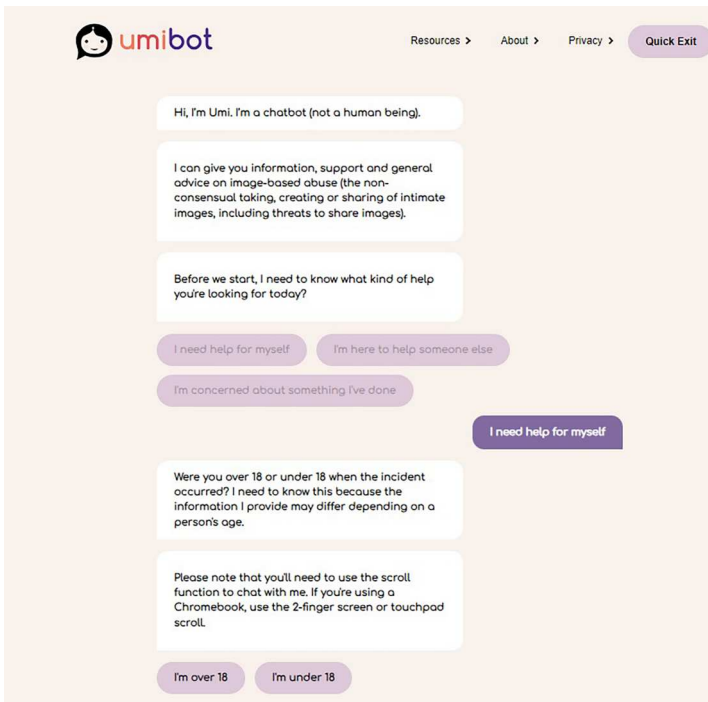 umibot
Resources >
About >
Privacy >
Quick Exit
Hi, I'm Umi. I'm a chatbot (not a human being).
I can give you information, support and general
advice on image-based abuse (the non-
consensual taking, creating or sharing of intimate
images, including threats to share images).
Before we start, I need to know what kind of help
you're looking for today?
I need help for myself
I'm here to help someone else
I'm concerned about something I've done
I need help for myself
Were you over 18 or under 18 when the incident
occurred? I need to know this because the
information I provide may differ depending on a
person's age.
Please note that you'll need to use the scroll
function to chat with me. If you're using a
Chromebook, use the 2-finger screen or touchpad
scroll.
I'm over 18
I'm under 18